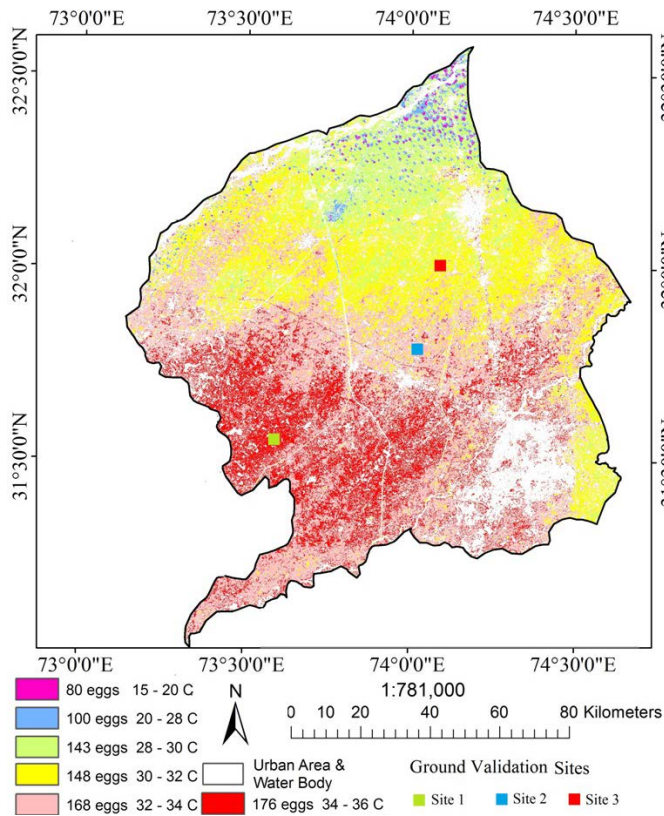 73°0'0"E 73°30'0"E 74°0'0"E 74°30'0"E
32°30'0"N
32°0'0"N
31°30'0"N
73°0'0"E 73°30'0"E 74°0'0"E 74°30'0"E
80 eggs 15 - 20 C
100 eggs 20 - 28 C
143 eggs 28 - 30 C
148 eggs 30 - 32 C
168 eggs 32 - 34 C
N
1:781,000
0 10 20 40 60 80 Kilometers
Urban Area &
Water Body
176 eggs 34 - 36 C
Ground Validation Sites
Site 1 Site 2 Site 3